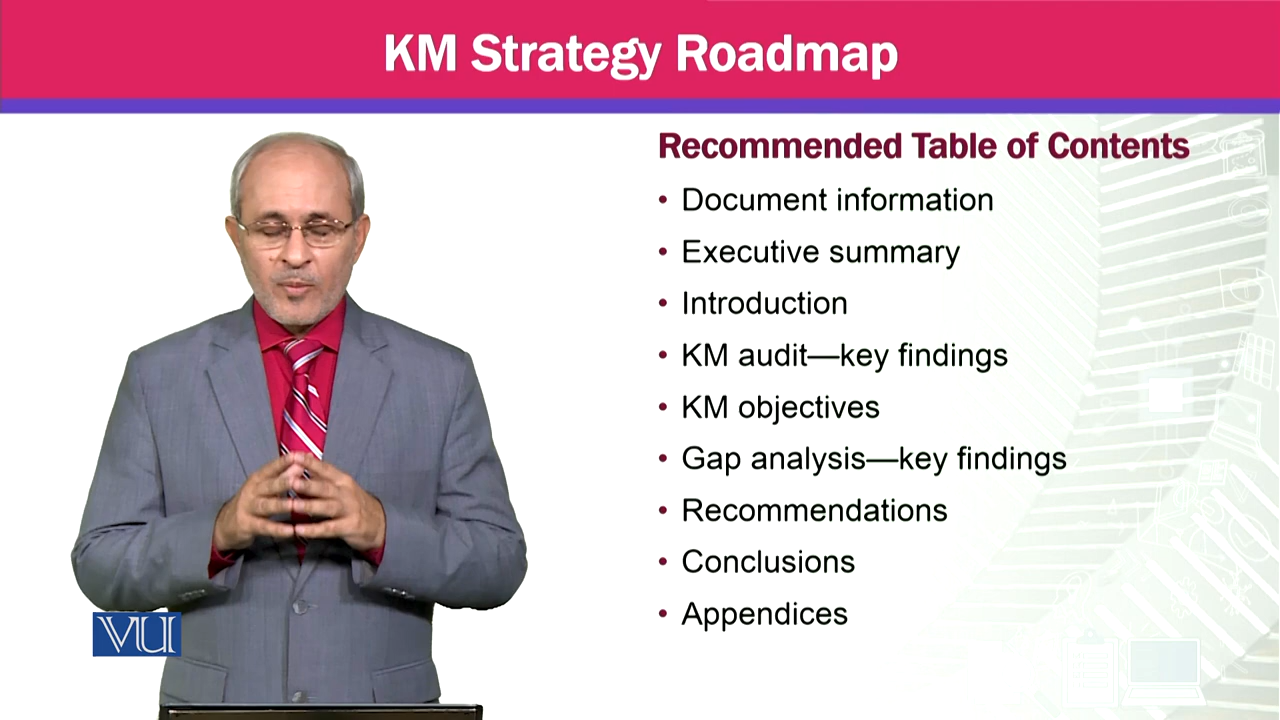 KM Strategy Roadmap
Recommended Table of Contents
• Document information
• Executive summary
• Introduction
• KM audit—key findings
• KM objectives
• Gap analysis—key findings
• Recommendations
• Conclusions
• Appendices
VU